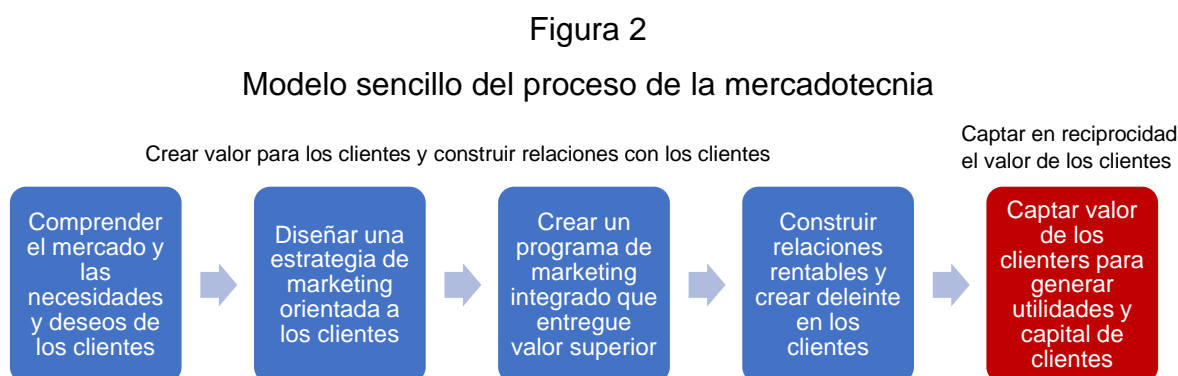 Figura 2
Modelo sencillo del proceso de la mercadotecnia
Crear valor para los clientes y construir relaciones con los clientes
Captar en reciprocidad
el valor de los clientes
Comprender
el mercado y
las
necesidades
y deseos de
los clientes
Diseñar una
estrategia de
marketing
orientada a
los clientes
Crear un
programa de
marketing
integrado que
entregue
valor superior
Construir
relaciones
rentables y
crear deleinte
en los
clientes
Captar valor
de los
clienters para
generar
utilidades y
capital de
clientes